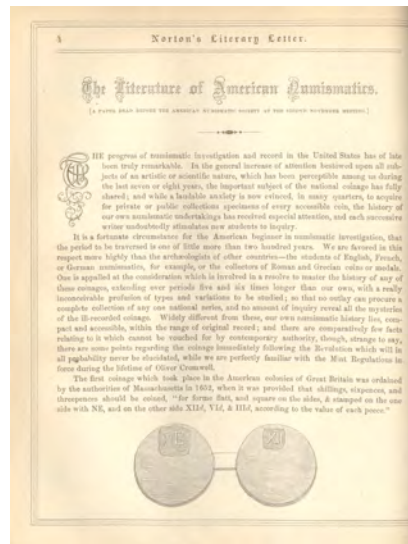 4
Norton's Literary Letter.
The Literature of American Numismatics.
[A PAPER READ BEFORE THE AMERICAN NUMISMATIC SOCIETY AT THE SECOND NOVEMBER MEETING.]
THE progress of numismatic investigation and record in the United States has of late
been truly remarkable. In the general increase of attention bestowed upon all sub-
jects of an artistic or scientific nature, which has been perceptible among us during
the last seven or eight years, the important subject of the national coinage has fully
shared; and while a laudable anxiety is now evinced, in many quarters, to acquire
for private or public collections specimens of every accessible coin, the history of
our own numismatic undertakings has received especial attention, and each successive
writer undoubtedly stimulates new students to inquiry.
It is a fortunate circumstance for the American beginner in numismatic investigation, that
the period to be traversed is one of little more than two hundred years. We are favored in this
respect more highly than the archæologists of other countries—the students of English, French,
or German numismatics, for example, or the collectors of Roman and Grecian coins or medals.
One is appalled at the consideration which is involved in a resolve to master the history of any of
these coinages, extending over periods five and six times longer than our own, with a really
inconceivable profusion of types and variations to be studied; so that no outlay can procure a
complete collection of any one national series, and no amount of inquiry reveal all the mysteries
of the ill-recorded coinage. Widely different from these, our own numismatic history lies, com-
pact and accessible, within the range of original record; and there are comparatively few facts
relating to it which cannot be vouched for by contemporary authority, though, strange to say,
there are some points regarding the coinage immediately following the Revolution which will in
all probability never be elucidated, while we are perfectly familiar with the Mint Regulations in
force during the lifetime of Oliver Cromwell.
The first coinage which took place in the American colonies of Great Britain was ordained
by the authorities of Massachusetts in 1652, when it was provided that shillings, sixpences, and
threepences should be coined, "for forme flatt, and square on the sides, & stamped on the one
side with NE, and on the other side XIId, VId, & IIId, according to the value of each peece."